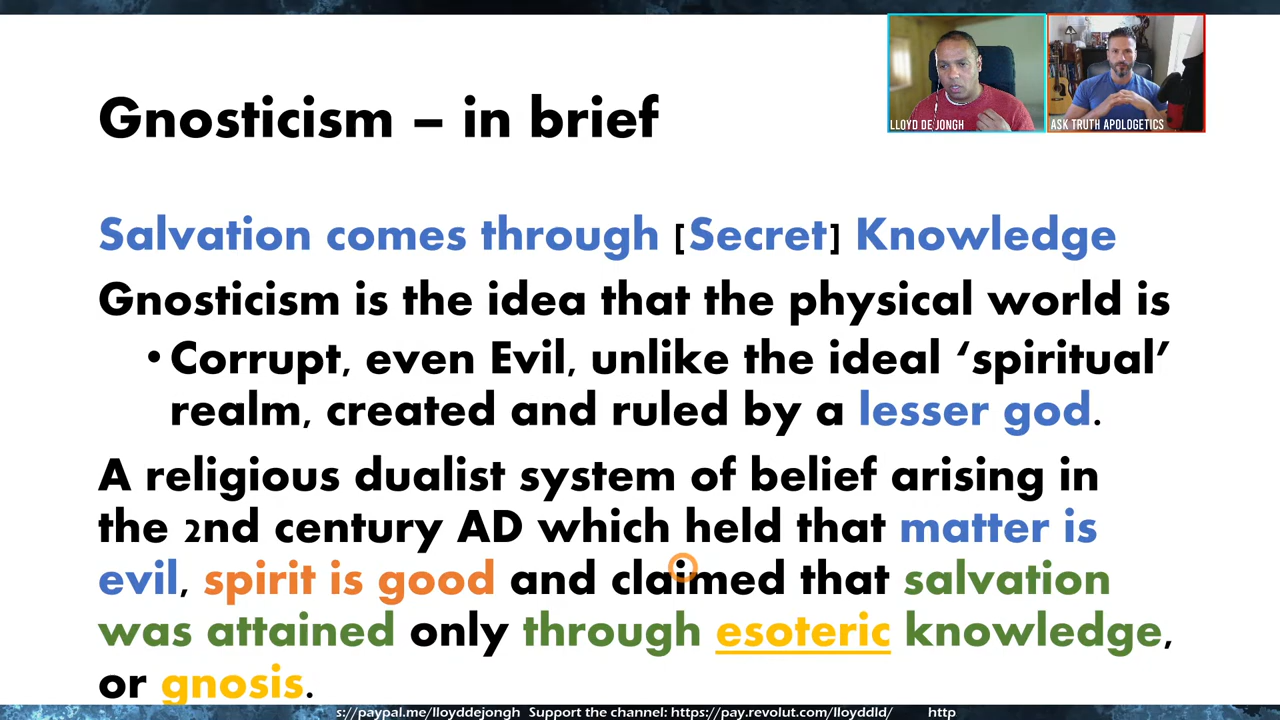 LLOYD DE JONGH
ASK TRUTH APOLOGETICS
Gnosticism – in brief
Salvation comes through [Secret] Knowledge
Gnosticism is the idea that the physical world is
• Corrupt, even Evil, unlike the ideal ‘spiritual’
realm, created and ruled by a lesser god.
A religious dualist system of belief arising in
the 2nd century AD which held that matter is
evil, spirit is good and claimed that salvation
was attained only through esoteric knowledge,
or gnosis.
s://paypal.me/lloyddejongh Support the channel: https://pay.revolut.com/lloyddld/ http